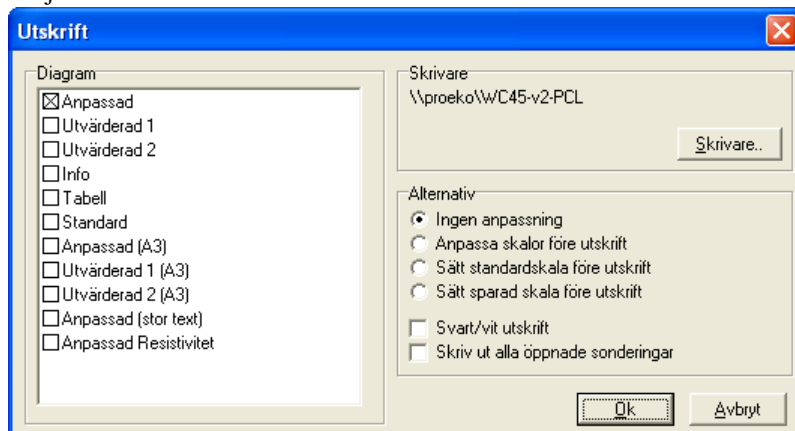 Utskrift
Diagram
Anpassad
Utvärderad 1
Utvärderad 2
Info
Tabell
Standard
Anpassad (A3)
Utvärderad 1 (A3)
Utvärderad 2 (A3)
Anpassad (stor text)
Anpassad Resistivitet
Skrivare
\\proeko\WC45-v2-PCL
Skrivare..
Alternativ
Ingen anpassning
Anpassa skalor före utskrift
Sätt standardskala före utskrift
Sätt sparad skala före utskrift
Svart/vit utskrift
Skriv ut alla öppnade sonderingar
Ok
Avbryt